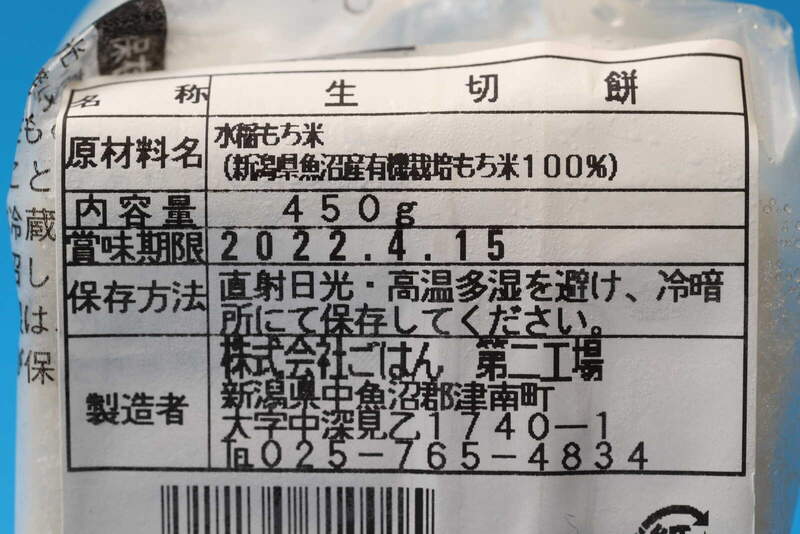 名称 生切餅
原材料名 水稲もち米
(新潟県魚沼産有機栽培もち米100%)
内容量 450g
賞味期限 2022.4.15
保存方法 直射日光・高温多湿を避け、冷暗
所にて保存してください。
製造者 株式会社ごはん 第二工場
新潟県中魚沼郡津南町
大字中深見乙1740-1
℡025-765-4834